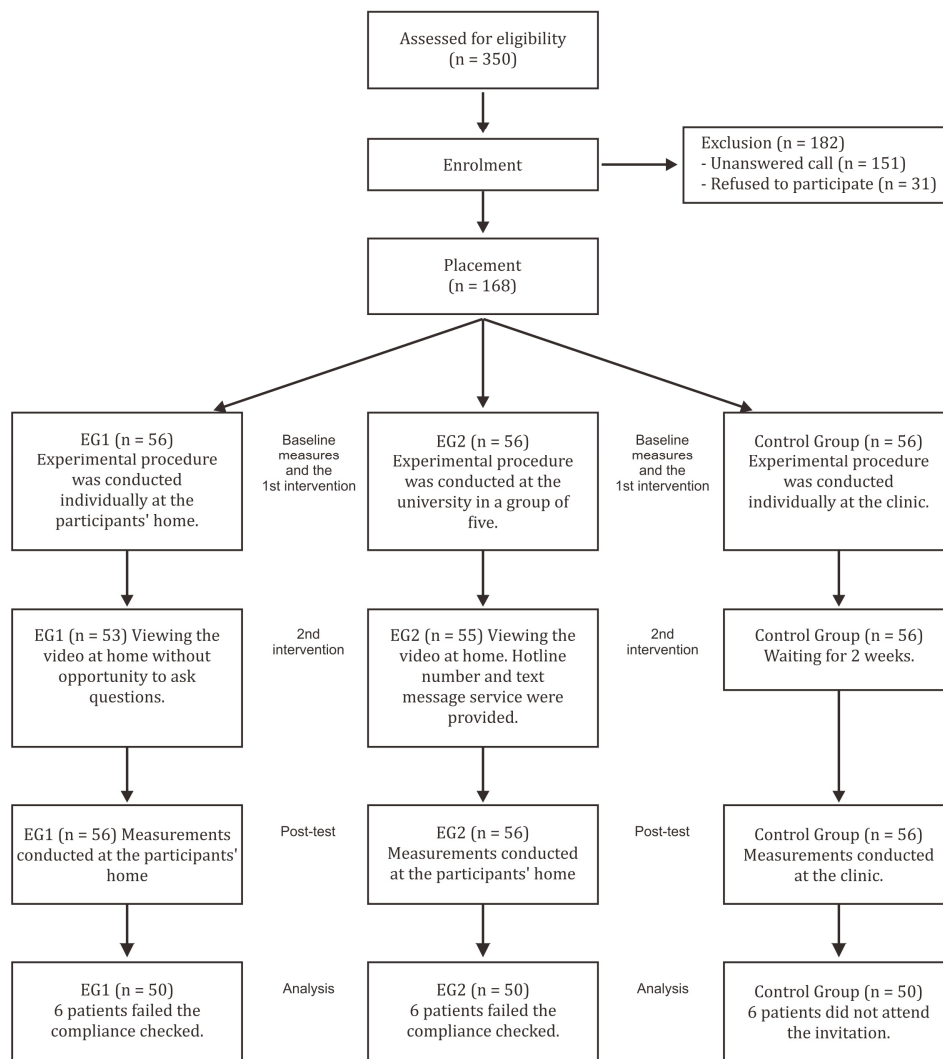 Assessed for eligibility
(n = 350)
Enrolment
Exclusion (n = 182)
- Unanswered call (n = 151)
- Refused to participate (n = 31)
Placement
(n = 168)
EG1 (n = 56)
Experimental procedure
was conducted
individually at the
participants' home.
Baseline
measures
and the
1st intervention
EG2 (n = 56)
Experimental procedure
was conducted at the
university in a group of
five.
Baseline
measures
and the
1st intervention
Control Group (n = 56)
Experimental procedure
was conducted
individually at the clinic.
EG1 (n = 53) Viewing the
video at home without
opportunity to ask
questions.
2nd
intervention
EG2 (n = 55) Viewing the
video at home. Hotline
number and text
message service were
provided.
2nd
intervention
Control Group (n = 56)
Waiting for 2 weeks.
EG1 (n = 56) Measurements
conducted at the participants'
home
Post-test
EG2 (n = 56)
Measurements conducted
at the participants' home
Post-test
Control Group (n = 56)
Measurements conducted
at the clinic.
EG1 (n = 50)
6 patients failed the
compliance checked.
Analysis
EG2 (n = 50)
6 patients failed the
compliance checked.
Analysis
Control Group (n = 50)
6 patients did not attend
the invitation.